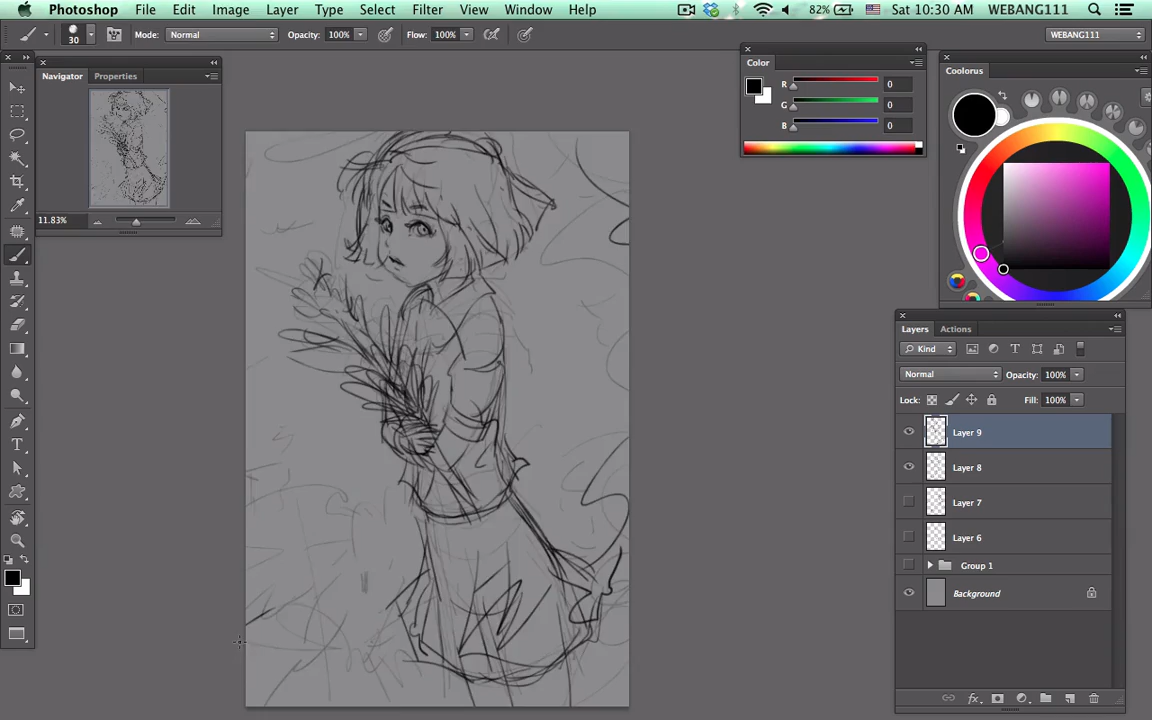 Photoshop File Edit Image Layer Type Select Filter View Window Help 82% Sat 10:30 AM WEBANG111
30 Mode: Normal Opacity: 100% Flow: 100% WEBANG111
Navigator Properties
11.83%
Color
R 0
G 0
B 0
Coolorus
Layers Actions
Kind
Normal Opacity: 100%
Lock: Fill: 100%
Layer 9
Layer 8
Layer 7
Layer 6
Group 1
Background